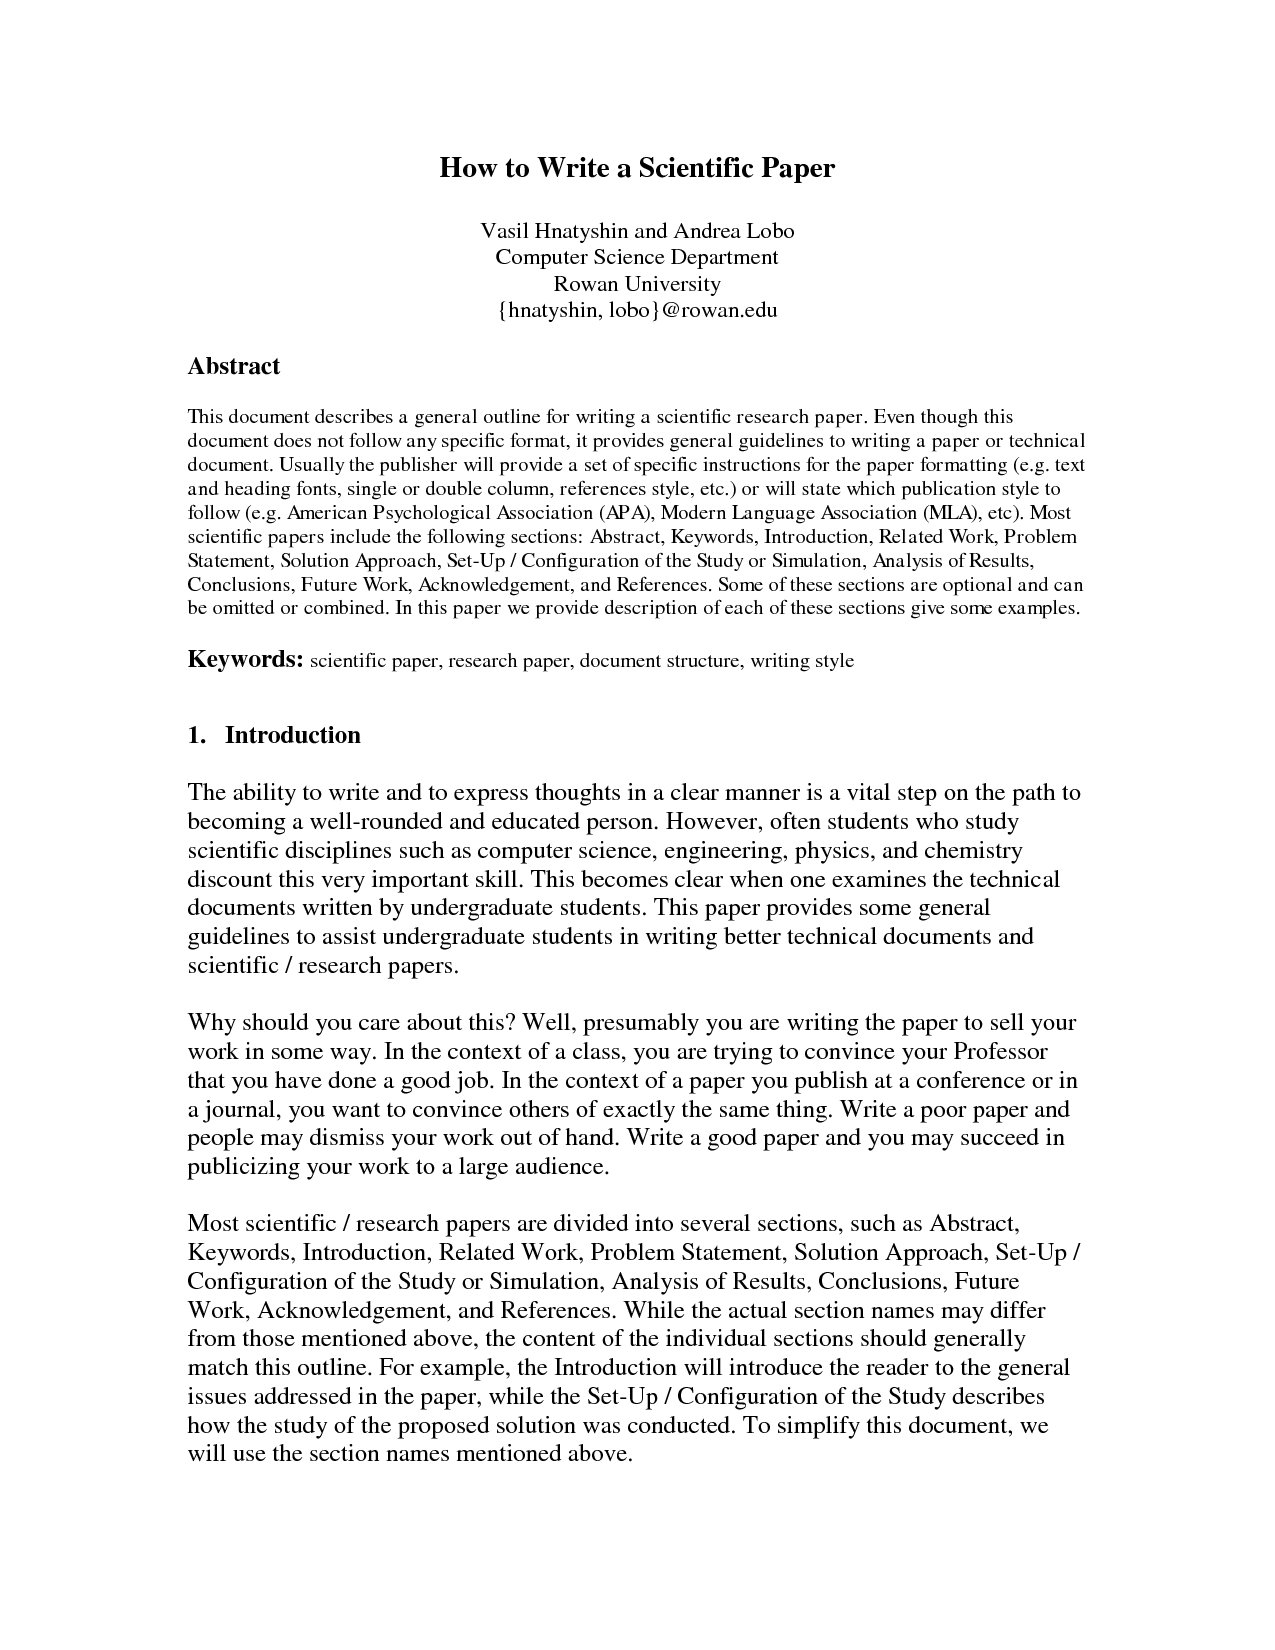 How to Write a Scientific Paper
Vasil Hnatyshin and Andrea Lobo
Computer Science Department
Rowan University
{hnatyshin, lobo}@rowan.edu
Abstract
This document describes a general outline for writing a scientific research paper. Even though this
document does not follow any specific format, it provides general guidelines to writing a paper or technical
document. Usually the publisher will provide a set of specific instructions for the paper formatting (e.g. text
and heading fonts, single or double column, references style, etc.) or will state which publication style to
follow (e.g. American Psychological Association (APA), Modern Language Association (MLA), etc). Most
scientific papers include the following sections: Abstract, Keywords, Introduction, Related Work, Problem
Statement, Solution Approach, Set-Up / Configuration of the Study or Simulation, Analysis of Results,
Conclusions, Future Work, Acknowledgement, and References. Some of these sections are optional and can
be omitted or combined. In this paper we provide description of each of these sections give some examples.
Keywords: scientific paper, research paper, document structure, writing style
1. Introduction
The ability to write and to express thoughts in a clear manner is a vital step on the path to
becoming a well-rounded and educated person. However, often students who study
scientific disciplines such as computer science, engineering, physics, and chemistry
discount this very important skill. This becomes clear when one examines the technical
documents written by undergraduate students. This paper provides some general
guidelines to assist undergraduate students in writing better technical documents and
scientific / research papers.
Why should you care about this? Well, presumably you are writing the paper to sell your
work in some way. In the context of a class, you are trying to convince your Professor
that you have done a good job. In the context of a paper you publish at a conference or in
a journal, you want to convince others of exactly the same thing. Write a poor paper and
people may dismiss your work out of hand. Write a good paper and you may succeed in
publicizing your work to a large audience.
Most scientific / research papers are divided into several sections, such as Abstract,
Keywords, Introduction, Related Work, Problem Statement, Solution Approach, Set-Up /
Configuration of the Study or Simulation, Analysis of Results, Conclusions, Future
Work, Acknowledgement, and References. While the actual section names may differ
from those mentioned above, the content of the individual sections should generally
match this outline. For example, the Introduction will introduce the reader to the general
issues addressed in the paper, while the Set-Up / Configuration of the Study describes
how the study of the proposed solution was conducted. To simplify this document, we
will use the section names mentioned above.